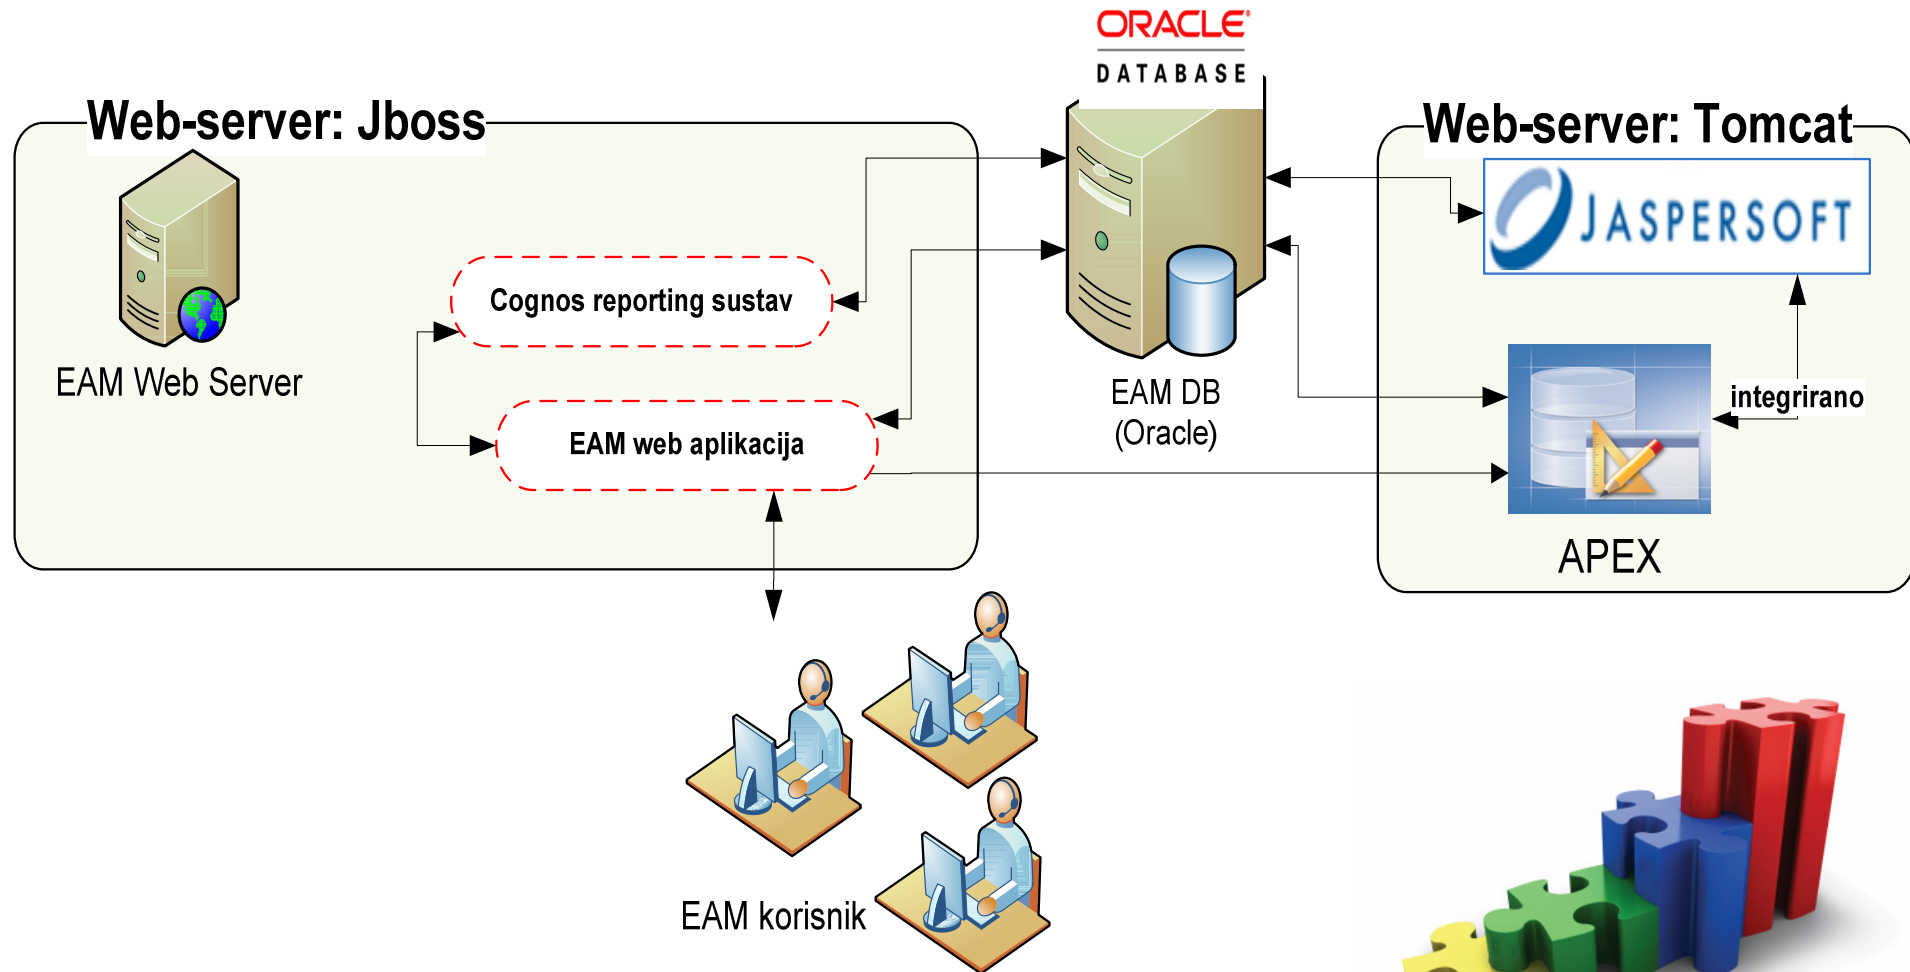 ORACLE
DATABASE
Web-server: Jboss
Web-server: Tomcat
JASPERSOFT
Cognos reporting sustav
EAM Web Server
EAM DB
(Oracle)
integrirano
EAM web aplikacija
APEX
EAM korisnik